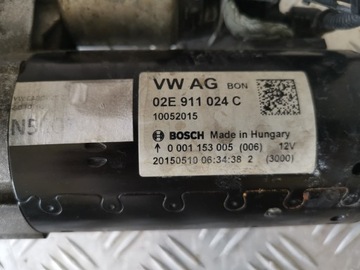 VW AG BON
02E 911 024 C
10052015
BOSCH Made in Hungary
0 001 153 005 (006) 12V
20150510 06:34:38 2 (3000)